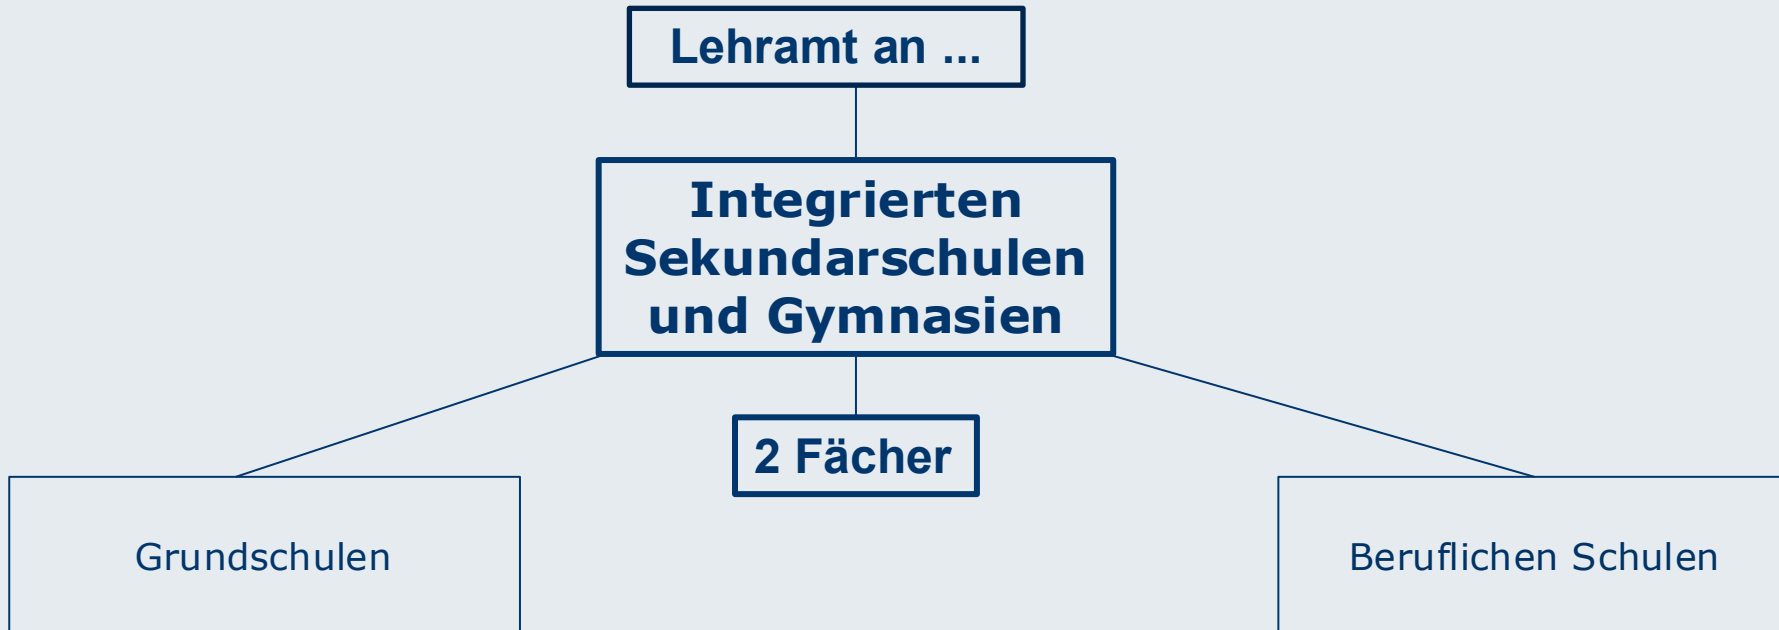 Lehramt an ...
Integrierten
Sekundarschulen
und Gymnasien
2 Fächer
Grundschulen
Beruflichen Schulen